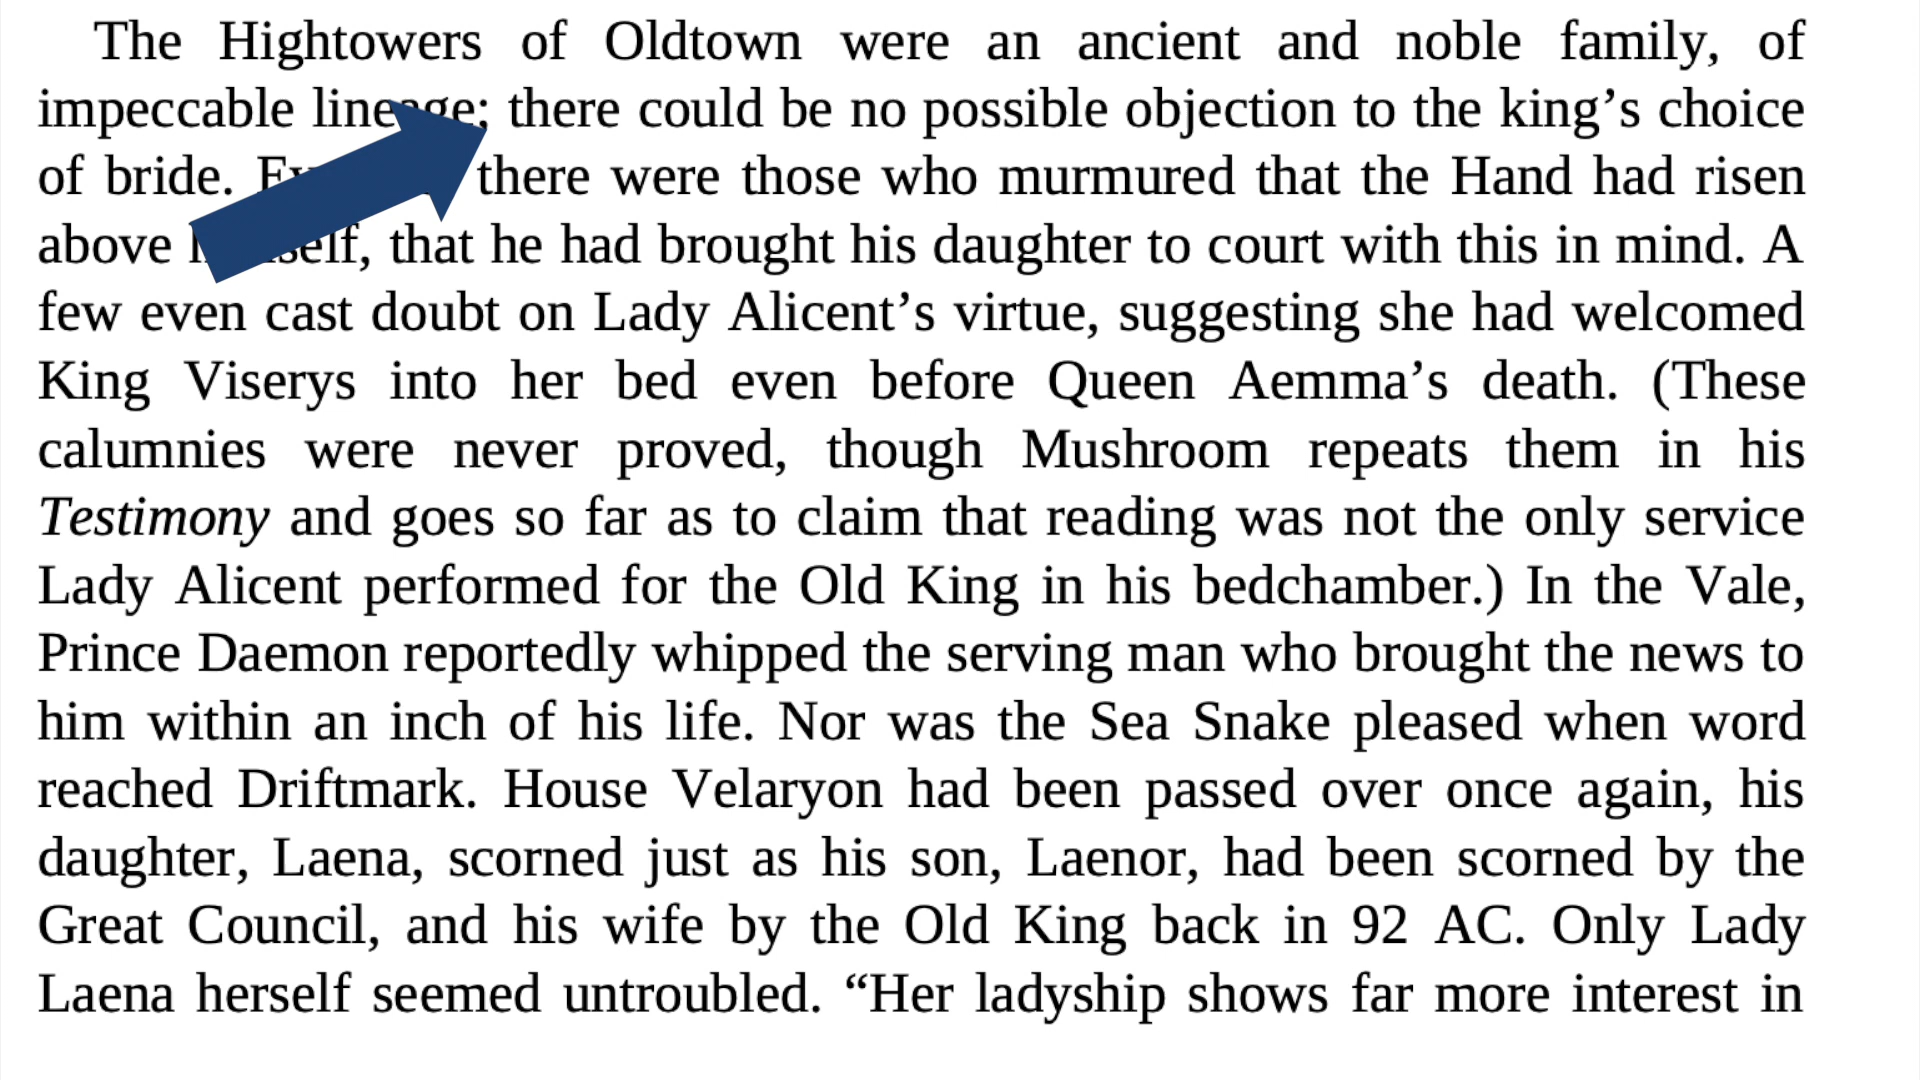 The Hightowers of Oldtown were an ancient and noble family, of
impeccable lineage; there could be no possible objection to the king’s choice
of bride. there were those who murmured that the Hand had risen
above himself, that he had brought his daughter to court with this in mind. A
few even cast doubt on Lady Alicent’s virtue, suggesting she had welcomed
King Viserys into her bed even before Queen Aemma’s death. (These
calumnies were never proved, though Mushroom repeats them in his
Testimony and goes so far as to claim that reading was not the only service
Lady Alicent performed for the Old King in his bedchamber.) In the Vale,
Prince Daemon reportedly whipped the serving man who brought the news to
him within an inch of his life. Nor was the Sea Snake pleased when word
reached Driftmark. House Velaryon had been passed over once again, his
daughter, Laena, scorned just as his son, Laenor, had been scorned by the
Great Council, and his wife by the Old King back in 92 AC. Only Lady
Laena herself seemed untroubled. “Her ladyship shows far more interest in